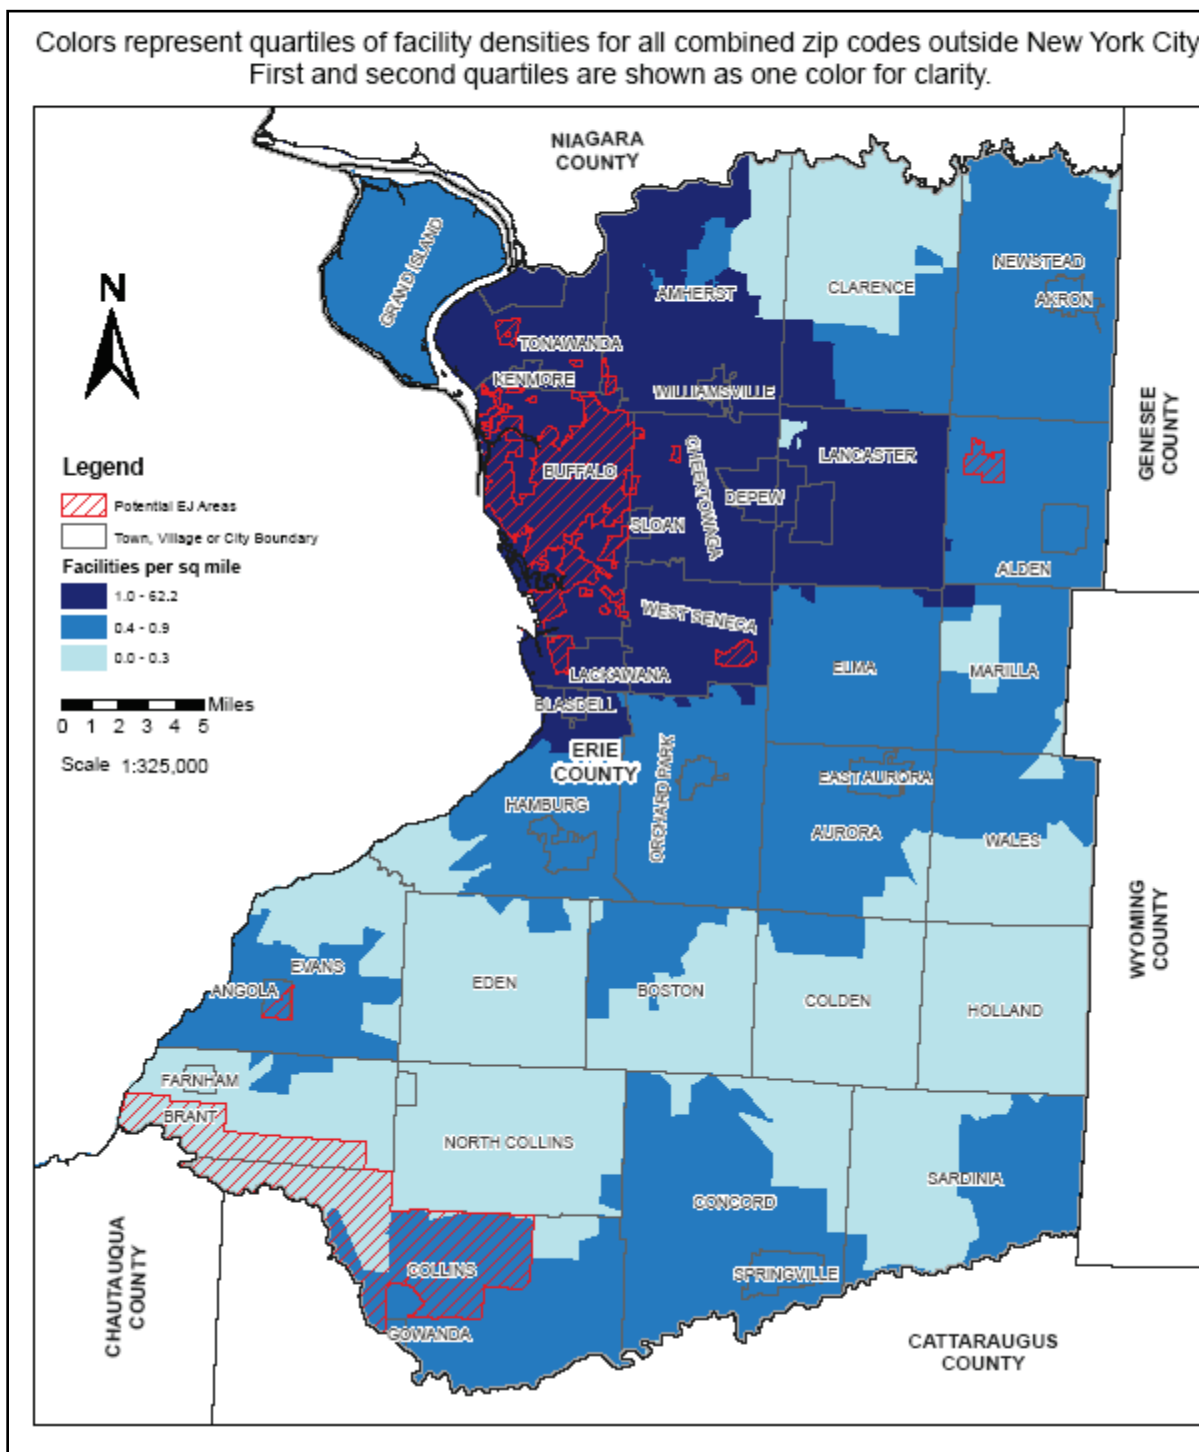 Colors represent quartiles of facility densities for all combined zip codes outside New York City
First and second quartiles are shown as one color for clarity.
NIAGARA
COUNTY
GRAND ISLAND
N
AMHERST
CLARENCE
NEWSTEAD
AKRON
TONAWANDA
KENMORE
WILLIAMSVILLE
GENESEE
COUNTY
Legend
Potential EJ Areas
Town, Village or City Boundary
Facilities per sq mile
1.0 - 62.2
0.4 - 0.9
0.0 - 0.3
Miles
0 1 2 3 4 5
Scale 1:325,000
BUFFALO
CHEEKTOWAGA
LANCASTER
DEPEW
SLOAN
ALDEN
WEST SENECA
LACKAWANA
ELMA
MARILLA
BLASDELL
ERIE
COUNTY
ORCHARD PARK
EAST AURORA
HAMBURG
AURORA
WALES
WYOMING
COUNTY
EVANS
ANGOLA
EDEN
BOSTON
COLDEN
HOLLAND
FARNHAM
BRANT
NORTH COLLINS
SARDINIA
CONCORD
COLLINS
SPRINGVILLE
GOWANDA
CHAUTAUQUA
COUNTY
CATTARAUGUS
COUNTY